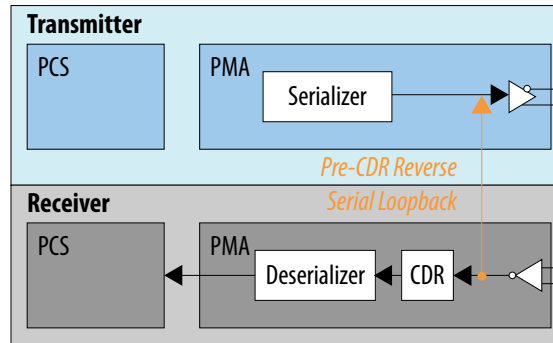 Transmitter
PCS
PMA
Serializer
Pre-CDR Reverse
Serial Loopback
Receiver
PCS
PMA
Deserializer
CDR